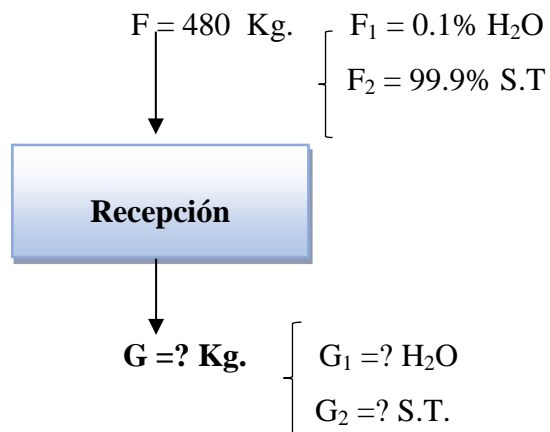 F = 480 Kg.
F₁ = 0.1% H₂O
F₂ = 99.9% S.T
Recepción
G =? Kg.
G₁ =? H₂O
G₂ =? S.T.